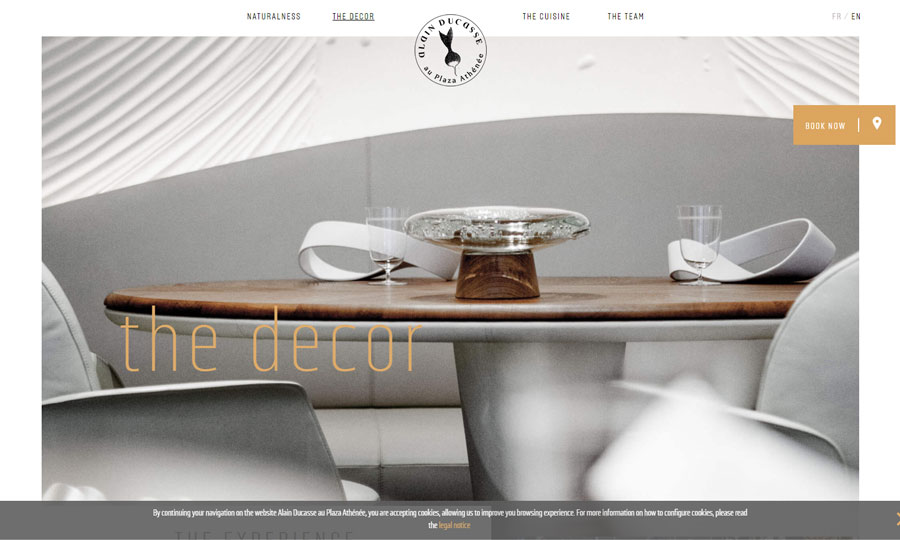 NATURALNESS
THE DECOR
ALAIN DUCASSE
au Plaza Athénée
THE CUISINE
THE TEAM
FR / EN
BOOK NOW
the decor
By continuing your navigation on the website Alain Ducasse au Plaza Athénée, you are accepting cookies, allowing us to improve you browsing experience. For more information on how to configure cookies, please read
the legal notice
THE EXPERIENCE